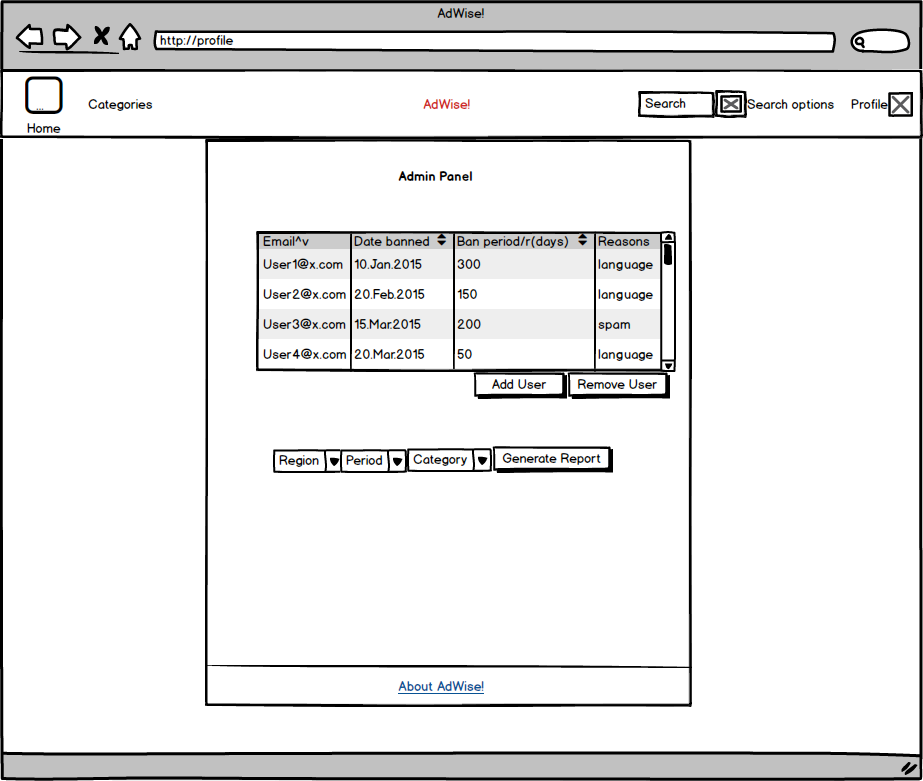 AdWise!
http://profile
...
Home
Categories
AdWise!
Search
Search options
Profile
Admin Panel
Email^v Date banned Ban period/r(days) Reasons
User1@x.com 10.Jan.2015 300 language
User2@x.com 20.Feb.2015 150 language
User3@x.com 15.Mar.2015 200 spam
User4@x.com 20.Mar.2015 50 language
Add User Remove User
Region Period Category Generate Report
About AdWise!